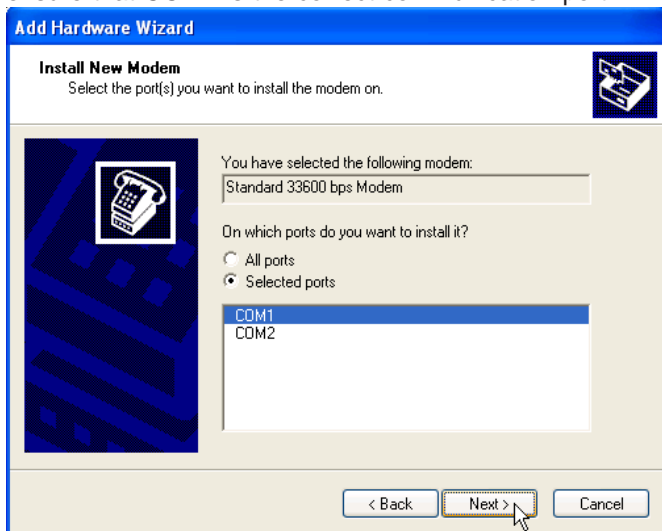 Add Hardware Wizard
Install New Modem
Select the port(s) you want to install the modem on.
You have selected the following modem:
Standard 33600 bps Modem
On which ports do you want to install it?
All ports
Selected ports
COM1
COM2
< Back Next > Cancel